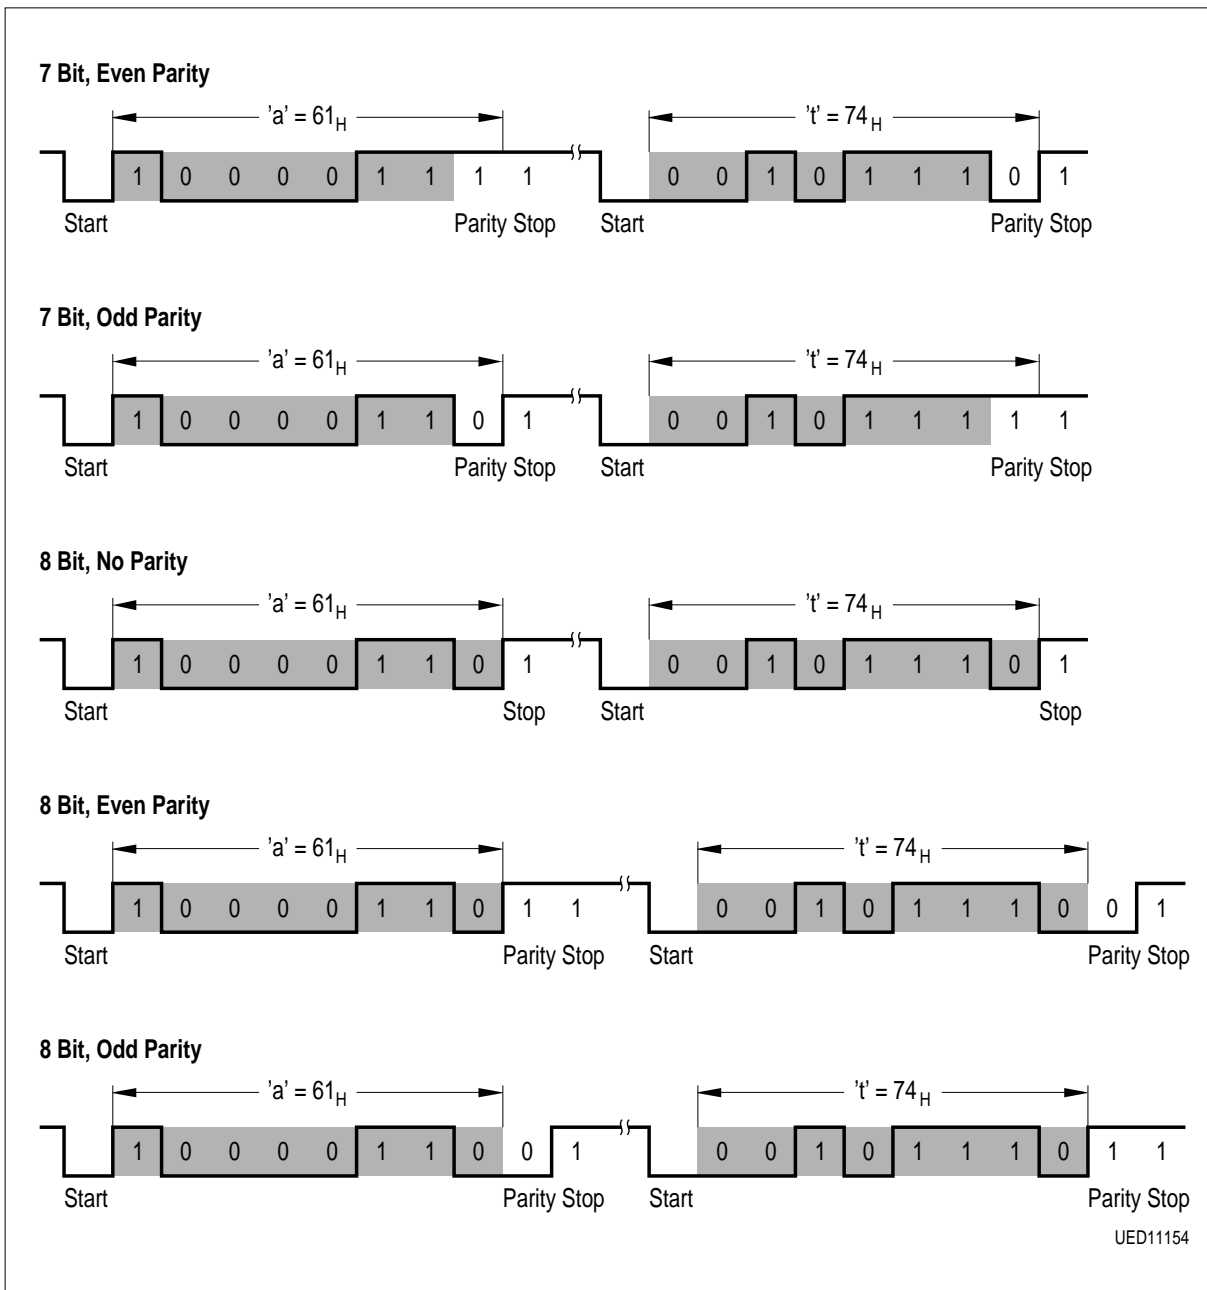 7 Bit, Even Parity
'a' = 61H 't' = 74H
1 0 0 0 0 1 1 1 1 0 0 1 0 1 1 1 0 1
Start Parity Stop Start Parity Stop
7 Bit, Odd Parity
'a' = 61H 't' = 74H
1 0 0 0 0 1 1 0 1 0 0 1 0 1 1 1 1 1
Start Parity Stop Start Parity Stop
8 Bit, No Parity
'a' = 61H 't' = 74H
1 0 0 0 0 1 1 0 1 0 0 1 0 1 1 1 0 1
Start Stop Start Stop
8 Bit, Even Parity
'a' = 61H 't' = 74H
1 0 0 0 0 1 1 0 1 1 0 0 1 0 1 1 1 0 0 1
Start Parity Stop Start Parity Stop
8 Bit, Odd Parity
'a' = 61H 't' = 74H
1 0 0 0 0 1 1 0 0 1 0 0 1 0 1 1 1 0 1 1
Start Parity Stop Start Parity Stop
UED11154